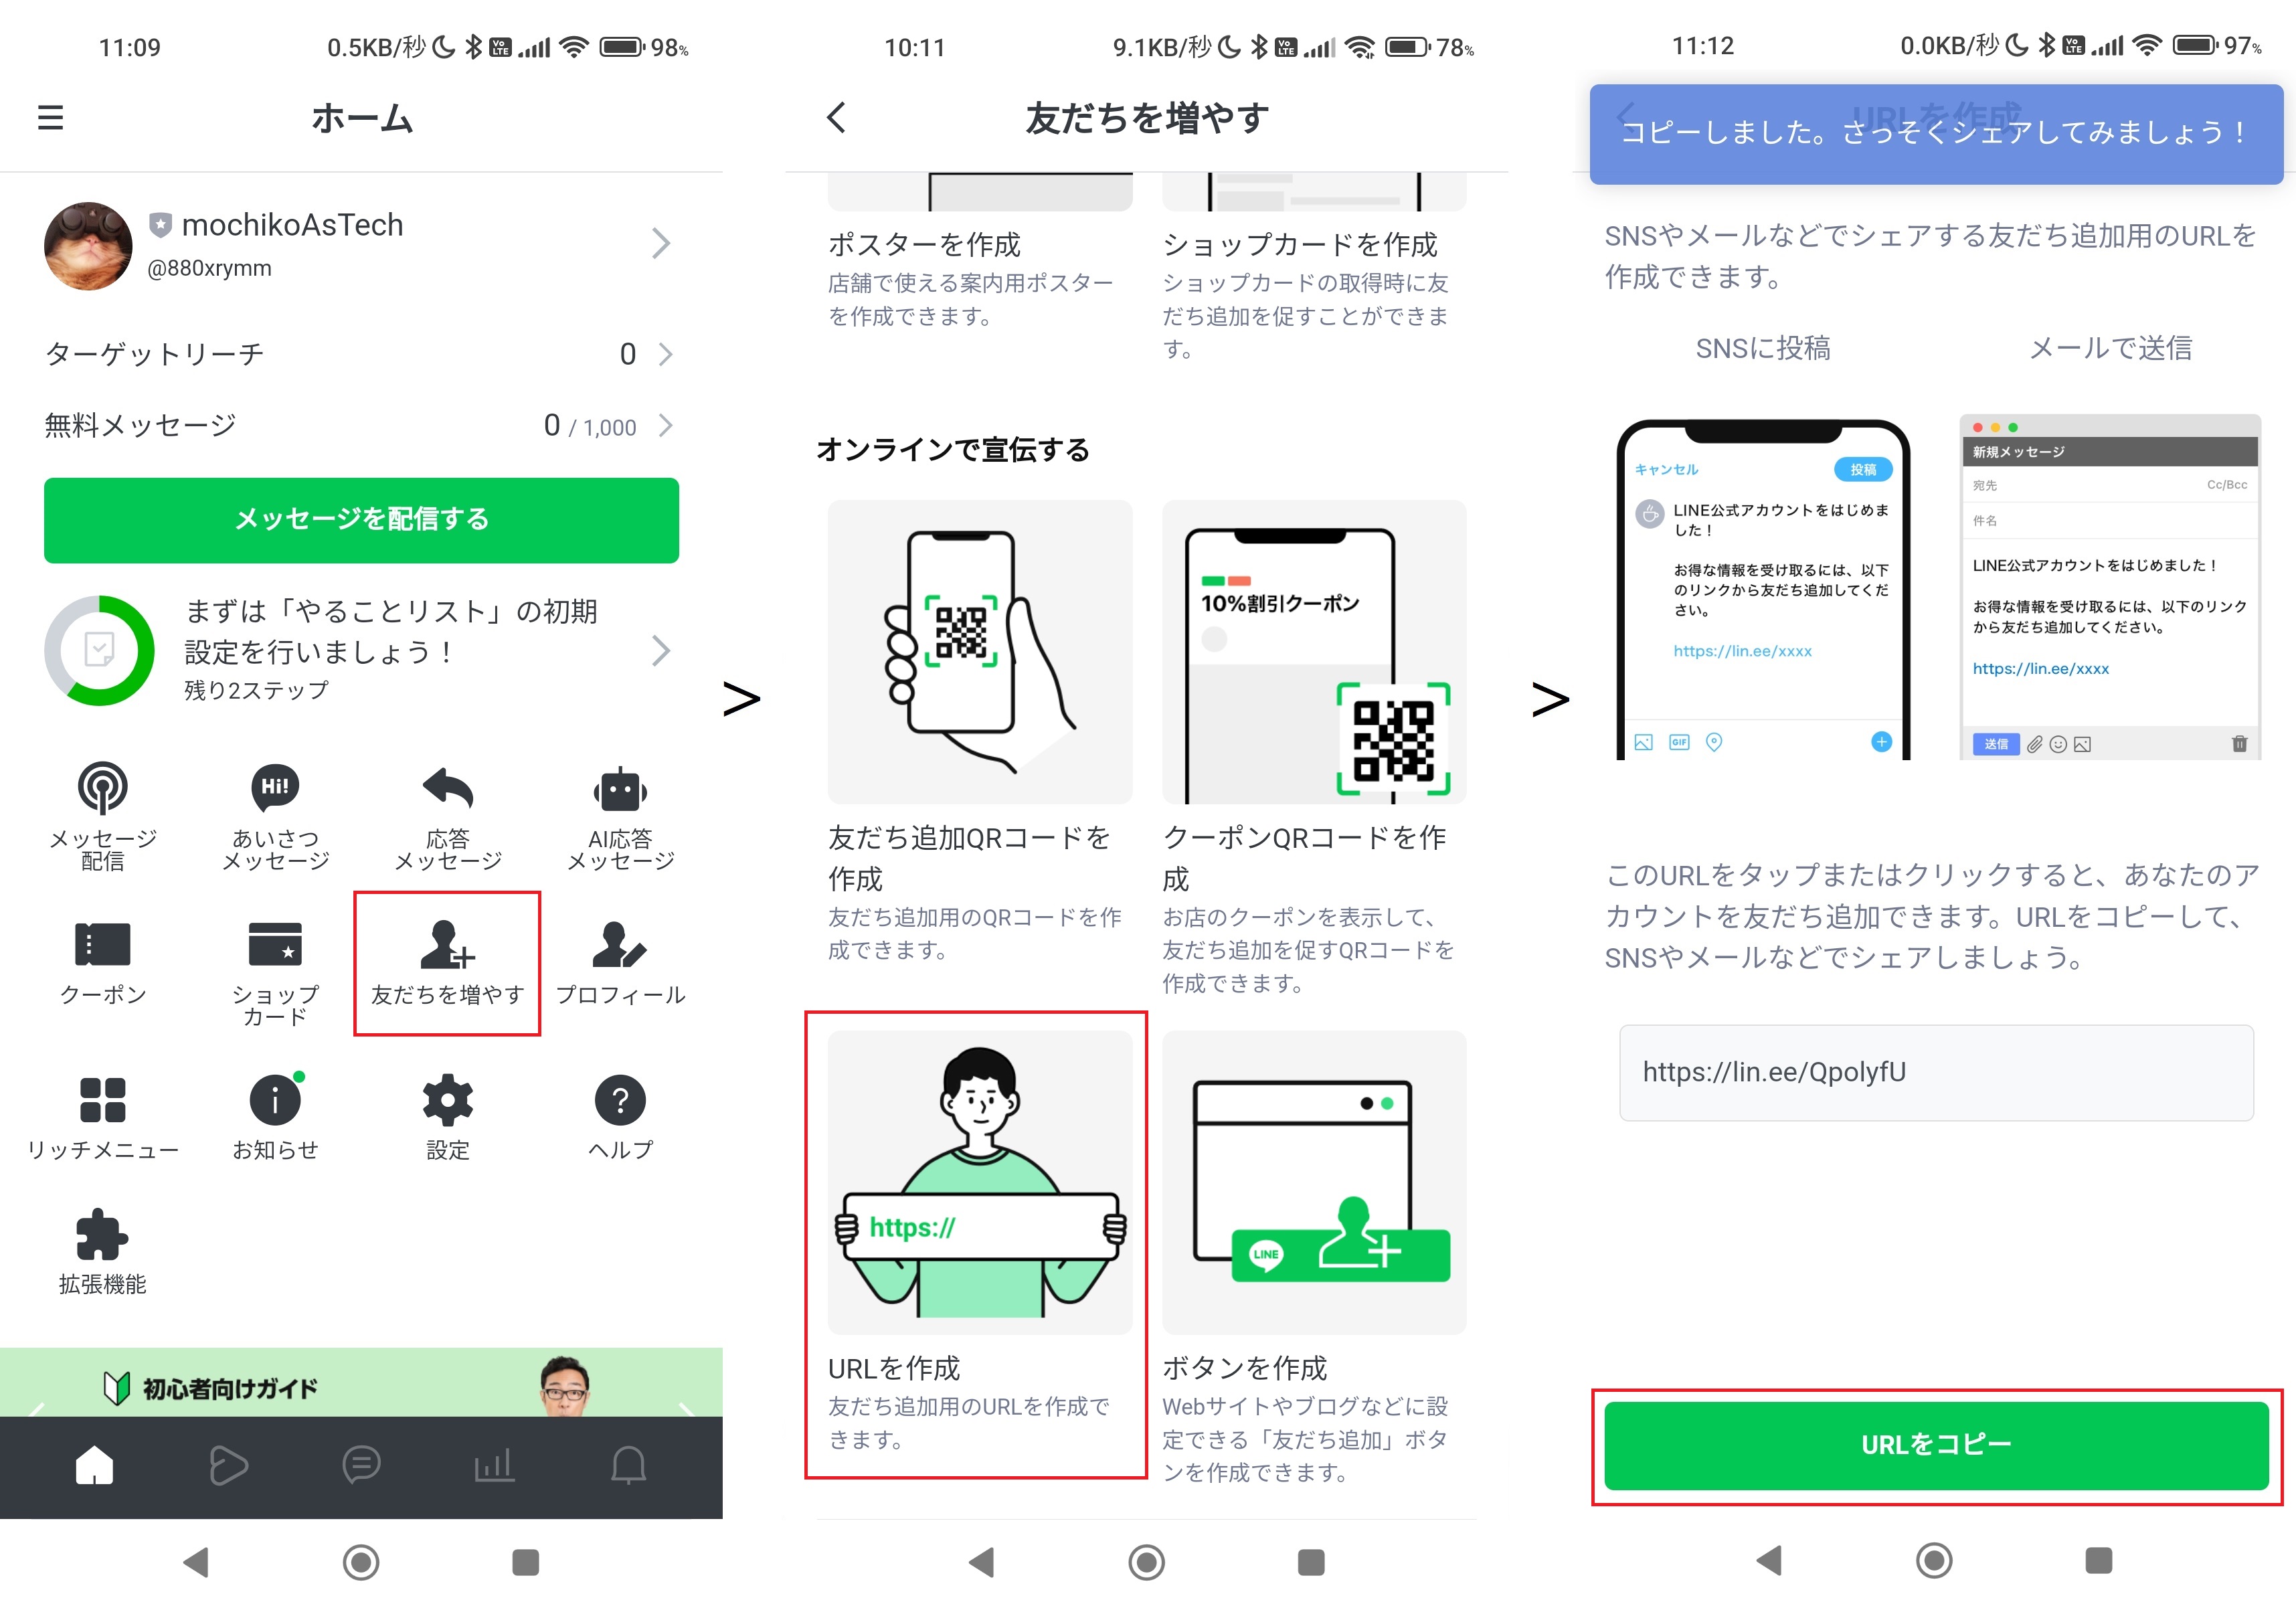 11:09
0.5KB/秒
Vo
LTE
98%
ホーム
mochikoAsTech
@880xrymm
ターゲットリーチ
0
無料メッセージ
0 / 1,000
メッセージを配信する
まずは「やることリスト」の初期
設定を行いましょう！
残り2ステップ
メッセージ
配信
Hi!
あいさつ
メッセージ
応答
メッセージ
AI応答
メッセージ
クーポン
ショップ
カード
友だちを増やす
プロフィール
リッチメニュー
お知らせ
設定
ヘルプ
拡張機能
初心者向けガイド
>
10:11
9.1KB/秒
Vo
LTE
78%
友だちを増やす
ポスターを作成
店舗で使える案内用ポスター
を作成できます。
ショップカードを作成
ショップカードの取得時に友
だち追加を促すことができま
す。
オンラインで宣伝する
友だち追加QRコードを
作成
友だち追加用のQRコードを作
成できます。
10%割引クーポン
クーポンQRコードを作
成
お店のクーポンを表示して、
友だち追加を促すQRコードを
作成できます。
https://
URLを作成
友だち追加用のURLを作成で
きます。
LINE
ボタンを作成
Webサイトやブログなどに設
定できる「友だち追加」ボタ
ンを作成できます。
>
11:12
0.0KB/秒
Vo
LTE
97%
URLを作成
コピーしました。さっそくシェアしてみましょう！
SNSやメールなどでシェアする友だち追加用のURLを
作成できます。
SNSに投稿
キャンセル
投稿
LINE公式アカウントをはじめま
した！
お得な情報を受け取るには、以下
のリンクから友だち追加してくだ
さい。
https://lin.ee/xxxx
GIF
メールで送信
新規メッセージ
宛先
Cc/Bcc
件名
LINE公式アカウントをはじめました！
お得な情報を受け取るには、以下のリンク
から友だち追加してください。
https://lin.ee/xxxx
送信
このURLをタップまたはクリックすると、あなたのア
カウントを友だち追加できます。URLをコピーして、
SNSやメールなどでシェアしましょう。
https://lin.ee/QpolyfU
URLをコピー